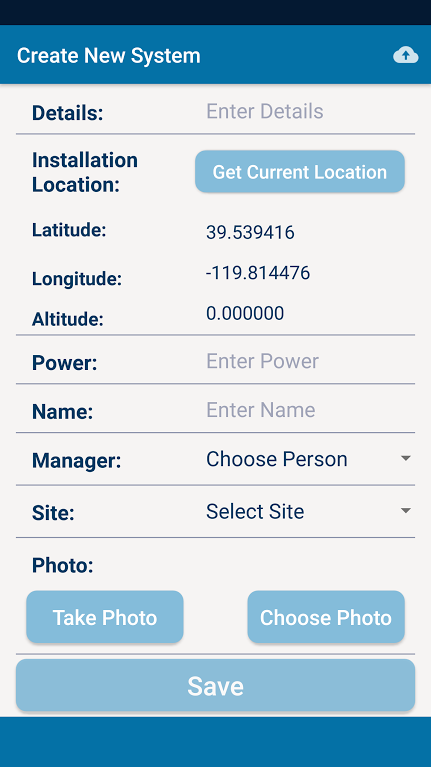 Create New System
Details: Enter Details
Installation
Location:
Get Current Location
Latitude: 39.539416
Longitude: -119.814476
Altitude: 0.000000
Power: Enter Power
Name: Enter Name
Manager: Choose Person
Site: Select Site
Photo:
Take Photo Choose Photo
Save